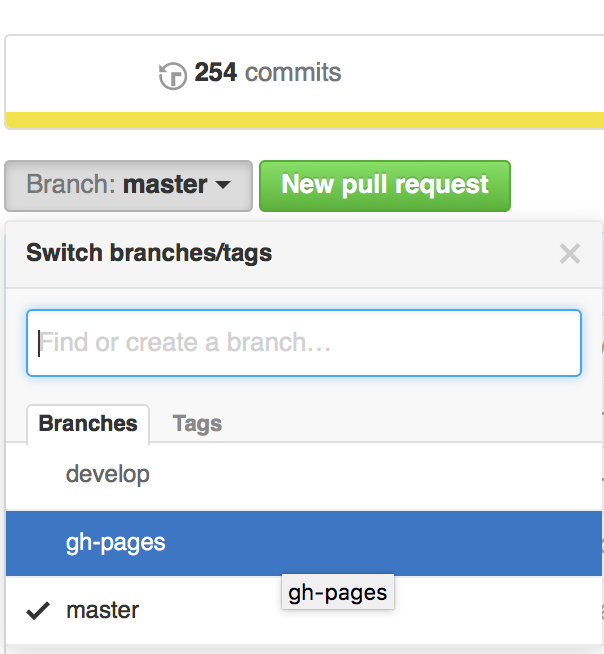 254 commits
Branch: master
New pull request
Switch branches/tags
Find or create a branch…
Branches
Tags
develop
gh-pages
gh-pages
master